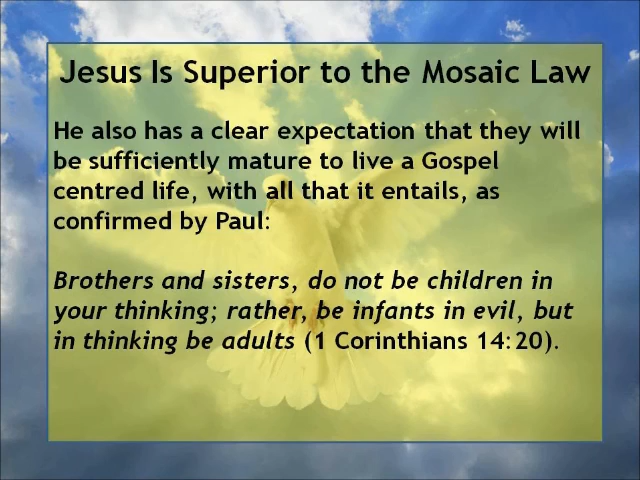 Jesus Is Superior to the Mosaic Law
He also has a clear expectation that they will
be sufficiently mature to live a Gospel
centred life, with all that it entails, as
confirmed by Paul:
Brothers and sisters, do not be children in
your thinking; rather, be infants in evil, but
in thinking be adults (1 Corinthians 14:20).